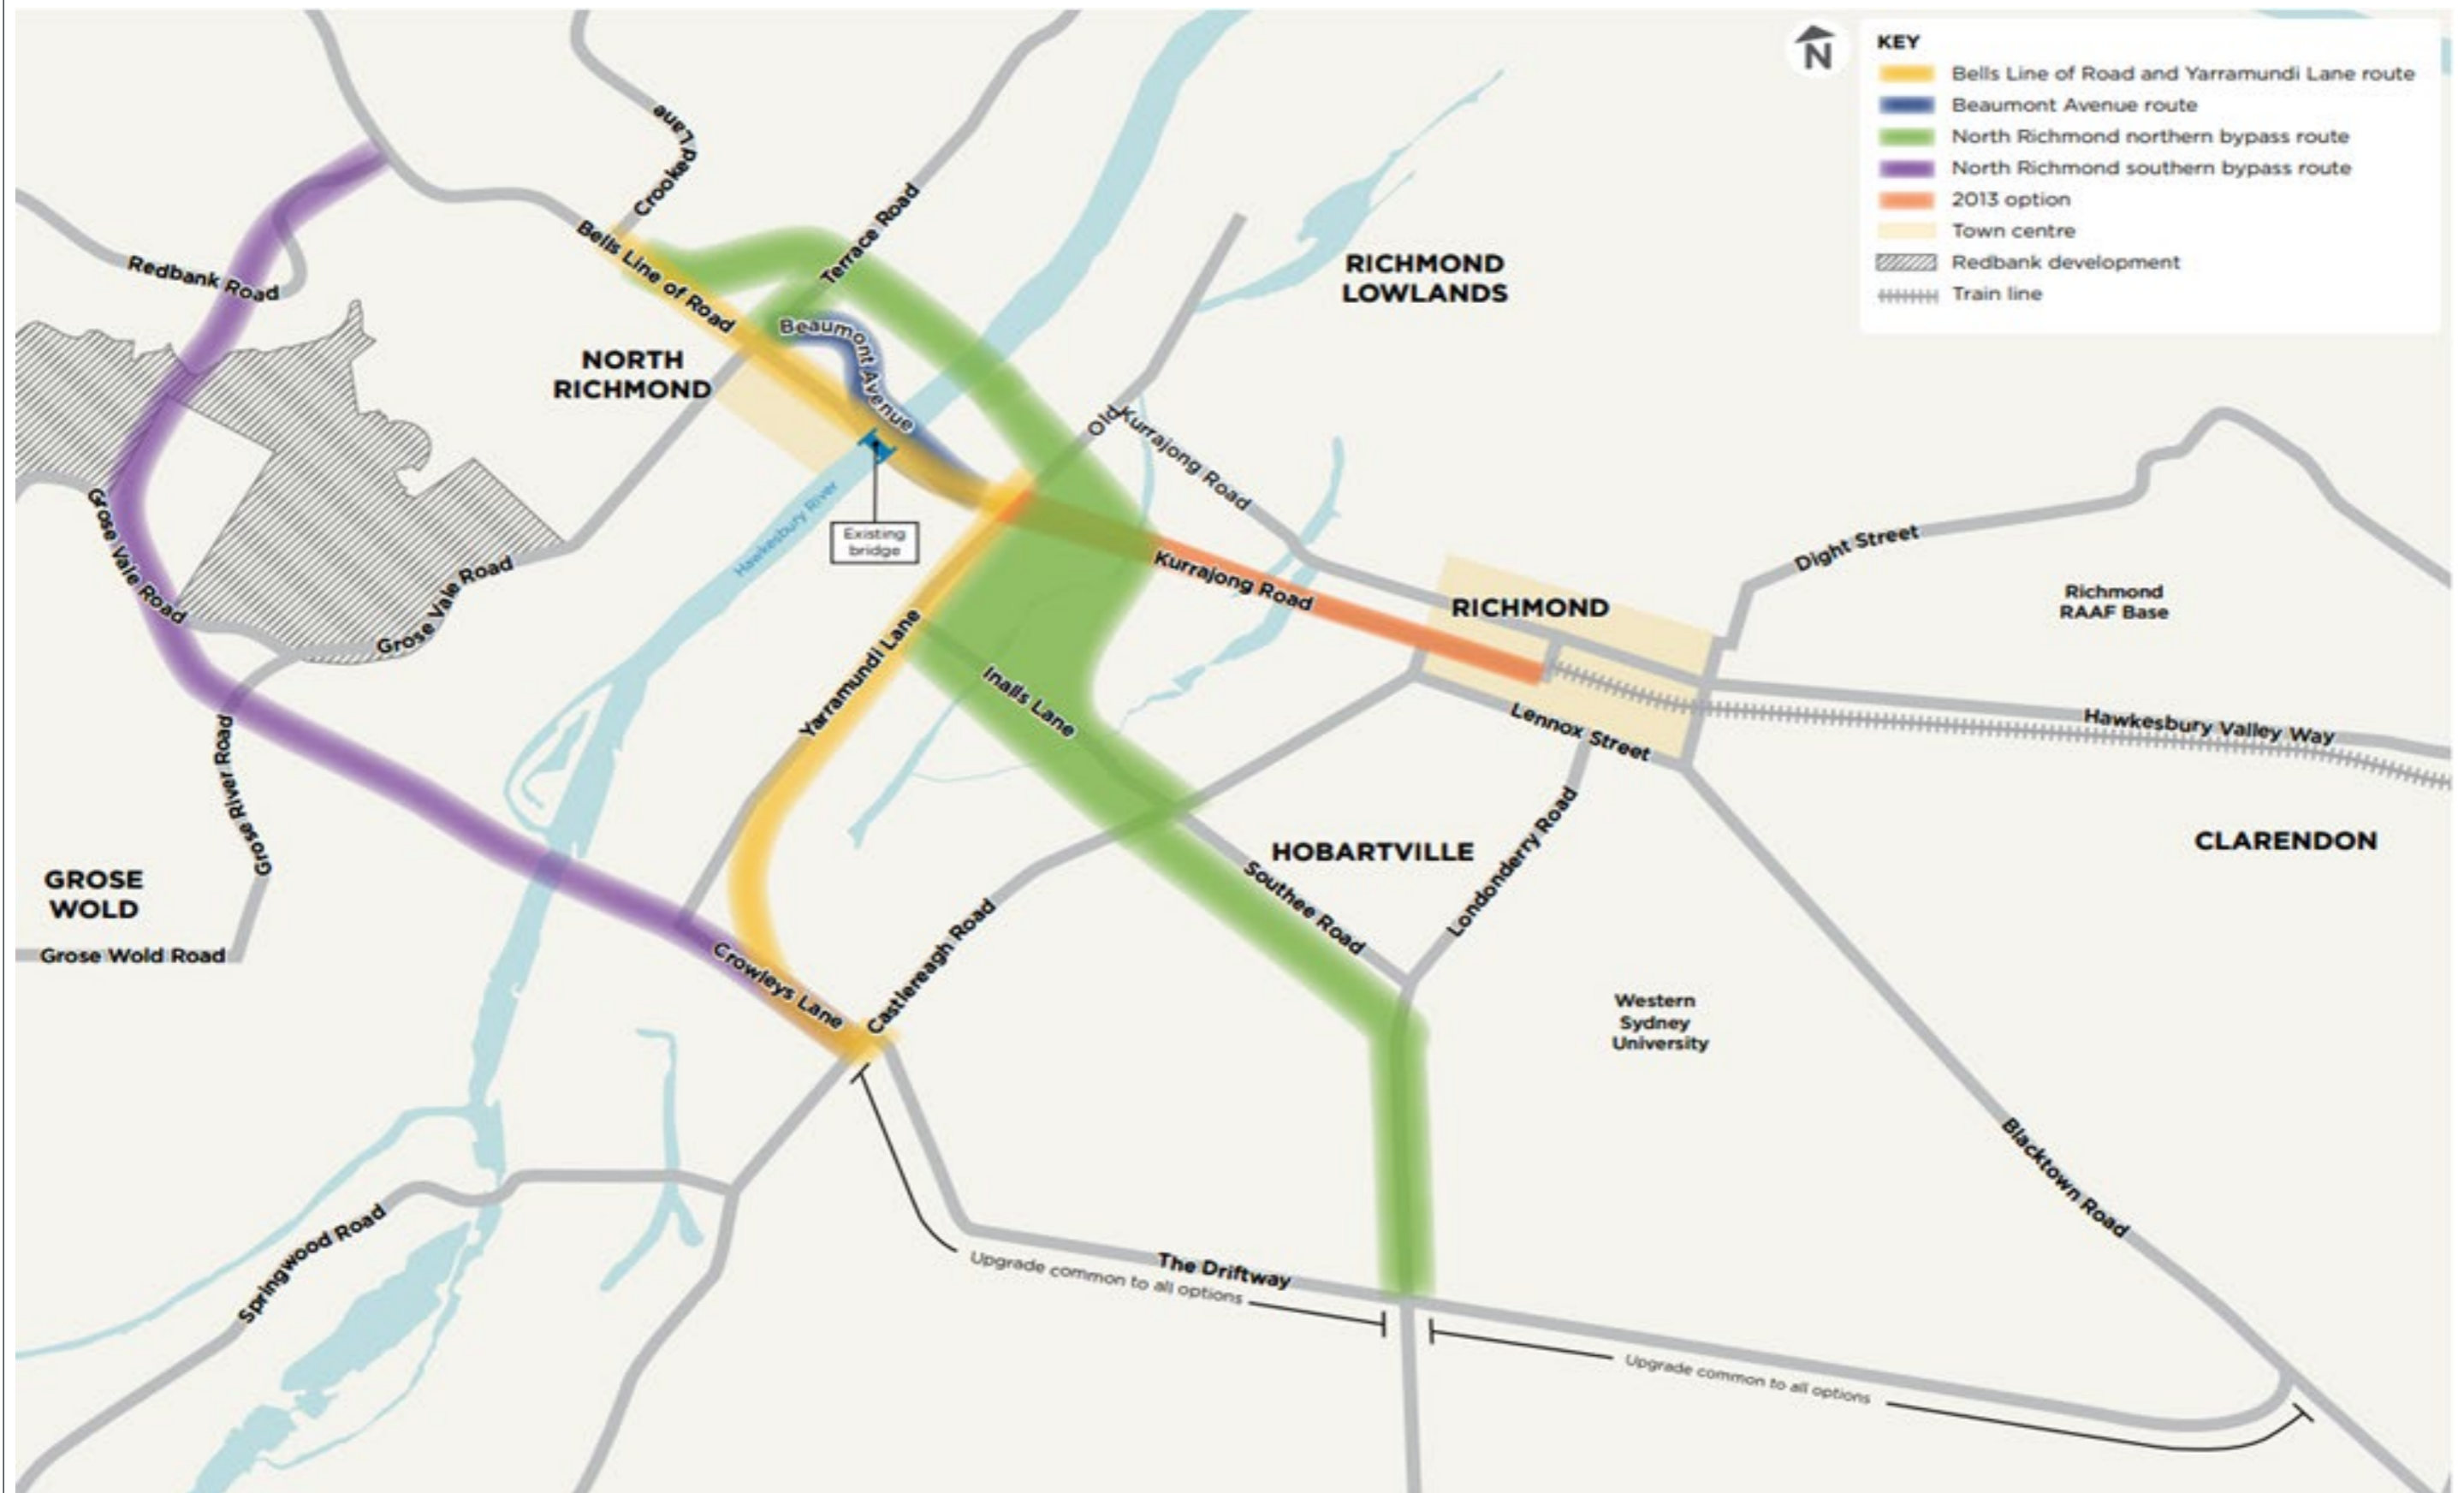 N
KEY
Bells Line of Road and Yarramundi Lane route
Beaumont Avenue route
North Richmond northern bypass route
North Richmond southern bypass route
2013 option
Town centre
Redbank development
Train line
Crooked Lane
Terrace Road
Bells Line of Road
RICHMOND
LOWLANDS
Redbank Road
Beaumont Avenue
NORTH
RICHMOND
Old Kurrajong Road
Hawkesbury River
Existing
bridge
Grose Vale Road
Grose Vale Road
Kurrajong Road
RICHMOND
Dight Street
Richmond
RAAF Base
Yarramundi Lane
Inalls Lane
Lennox Street
Hawkesbury Valley Way
Grose River Road
GROSE
WOLD
Grose Wold Road
HOBARTVILLE
Londonderry Road
CLARENDON
Southee Road
Crowleys Lane
Castlereagh Road
Western
Sydney
University
Blacktown Road
Springwood Road
The Driftway
Upgrade common to all options
Upgrade common to all options